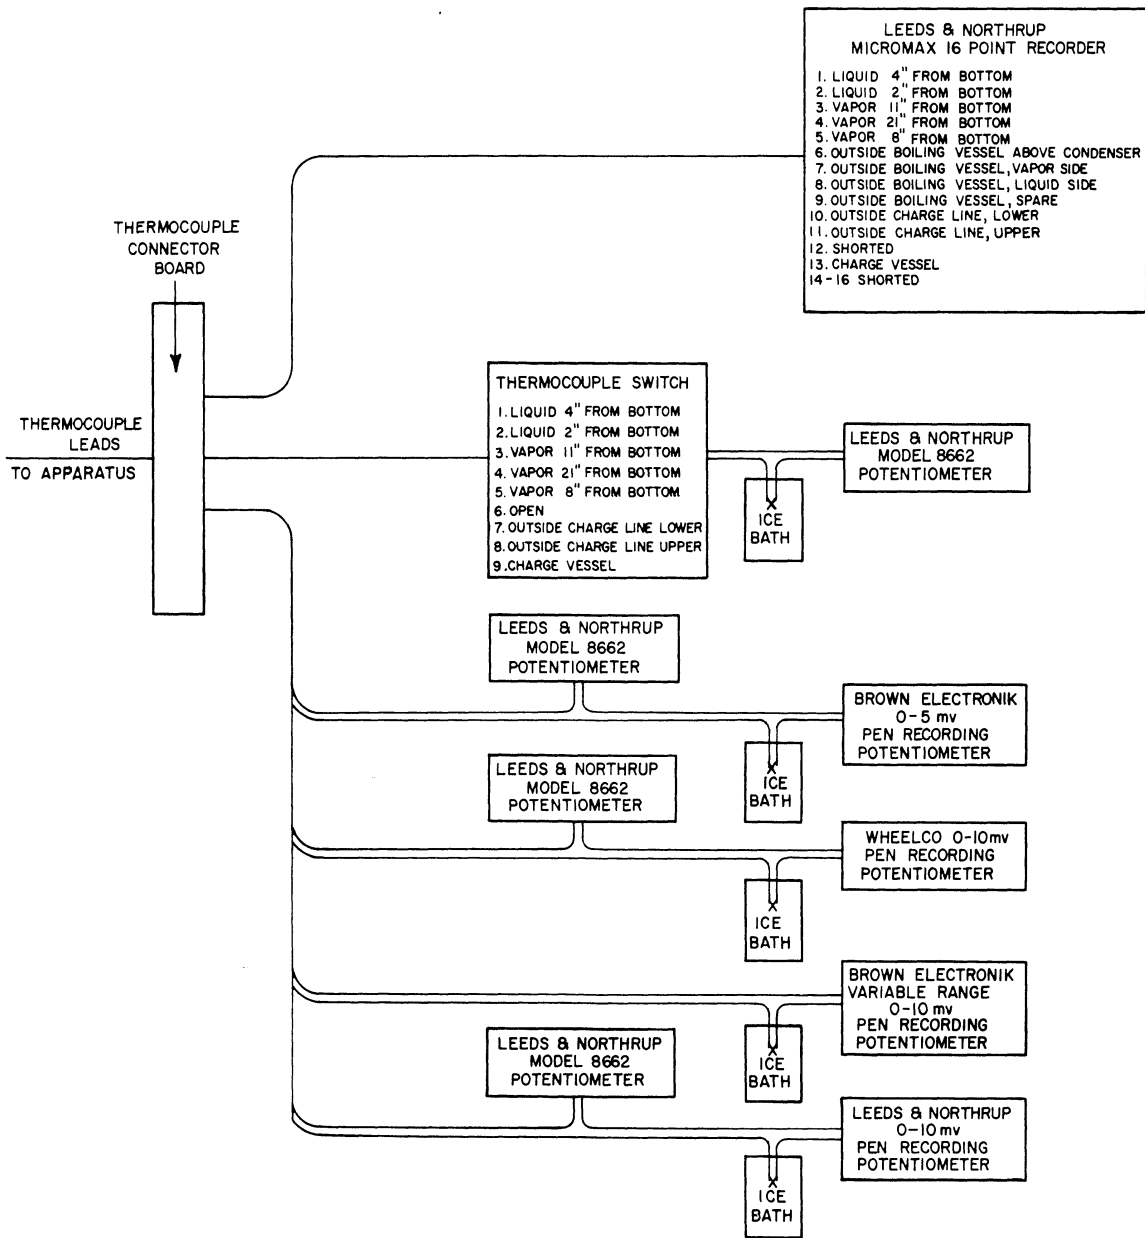 LEEDS & NORTHRUP
MICROMAX 16 POINT RECORDER
1. LIQUID 4" FROM BOTTOM
2. LIQUID 2" FROM BOTTOM
3. VAPOR 11" FROM BOTTOM
4. VAPOR 21" FROM BOTTOM
5. VAPOR 8" FROM BOTTOM
6. OUTSIDE BOILING VESSEL ABOVE CONDENSER
7. OUTSIDE BOILING VESSEL, VAPOR SIDE
8. OUTSIDE BOILING VESSEL, LIQUID SIDE
9. OUTSIDE BOILING VESSEL, SPARE
10. OUTSIDE CHARGE LINE, LOWER
11. OUTSIDE CHARGE LINE, UPPER
12. SHORTED
13. CHARGE VESSEL
14-16 SHORTED
THERMOCOUPLE
CONNECTOR
BOARD
THERMOCOUPLE
LEADS
TO APPARATUS
THERMOCOUPLE SWITCH
1. LIQUID 4" FROM BOTTOM
2. LIQUID 2" FROM BOTTOM
3. VAPOR 11" FROM BOTTOM
4. VAPOR 21" FROM BOTTOM
5. VAPOR 8" FROM BOTTOM
6. OPEN
7. OUTSIDE CHARGE LINE LOWER
8. OUTSIDE CHARGE LINE UPPER
9. CHARGE VESSEL
LEEDS & NORTHRUP
MODEL 8662
POTENTIOMETER
X
ICE
BATH
LEEDS & NORTHRUP
MODEL 8662
POTENTIOMETER
BROWN ELECTRONIK
0-5 mv
PEN RECORDING
POTENTIOMETER
X
ICE
BATH
LEEDS & NORTHRUP
MODEL 8662
POTENTIOMETER
WHEELCO 0-10mv
PEN RECORDING
POTENTIOMETER
X
ICE
BATH
BROWN ELECTRONIK
VARIABLE RANGE
0-10 mv
PEN RECORDING
POTENTIOMETER
X
ICE
BATH
LEEDS & NORTHRUP
MODEL 8662
POTENTIOMETER
LEEDS & NORTHRUP
0-10 mv
PEN RECORDING
POTENTIOMETER
X
ICE
BATH